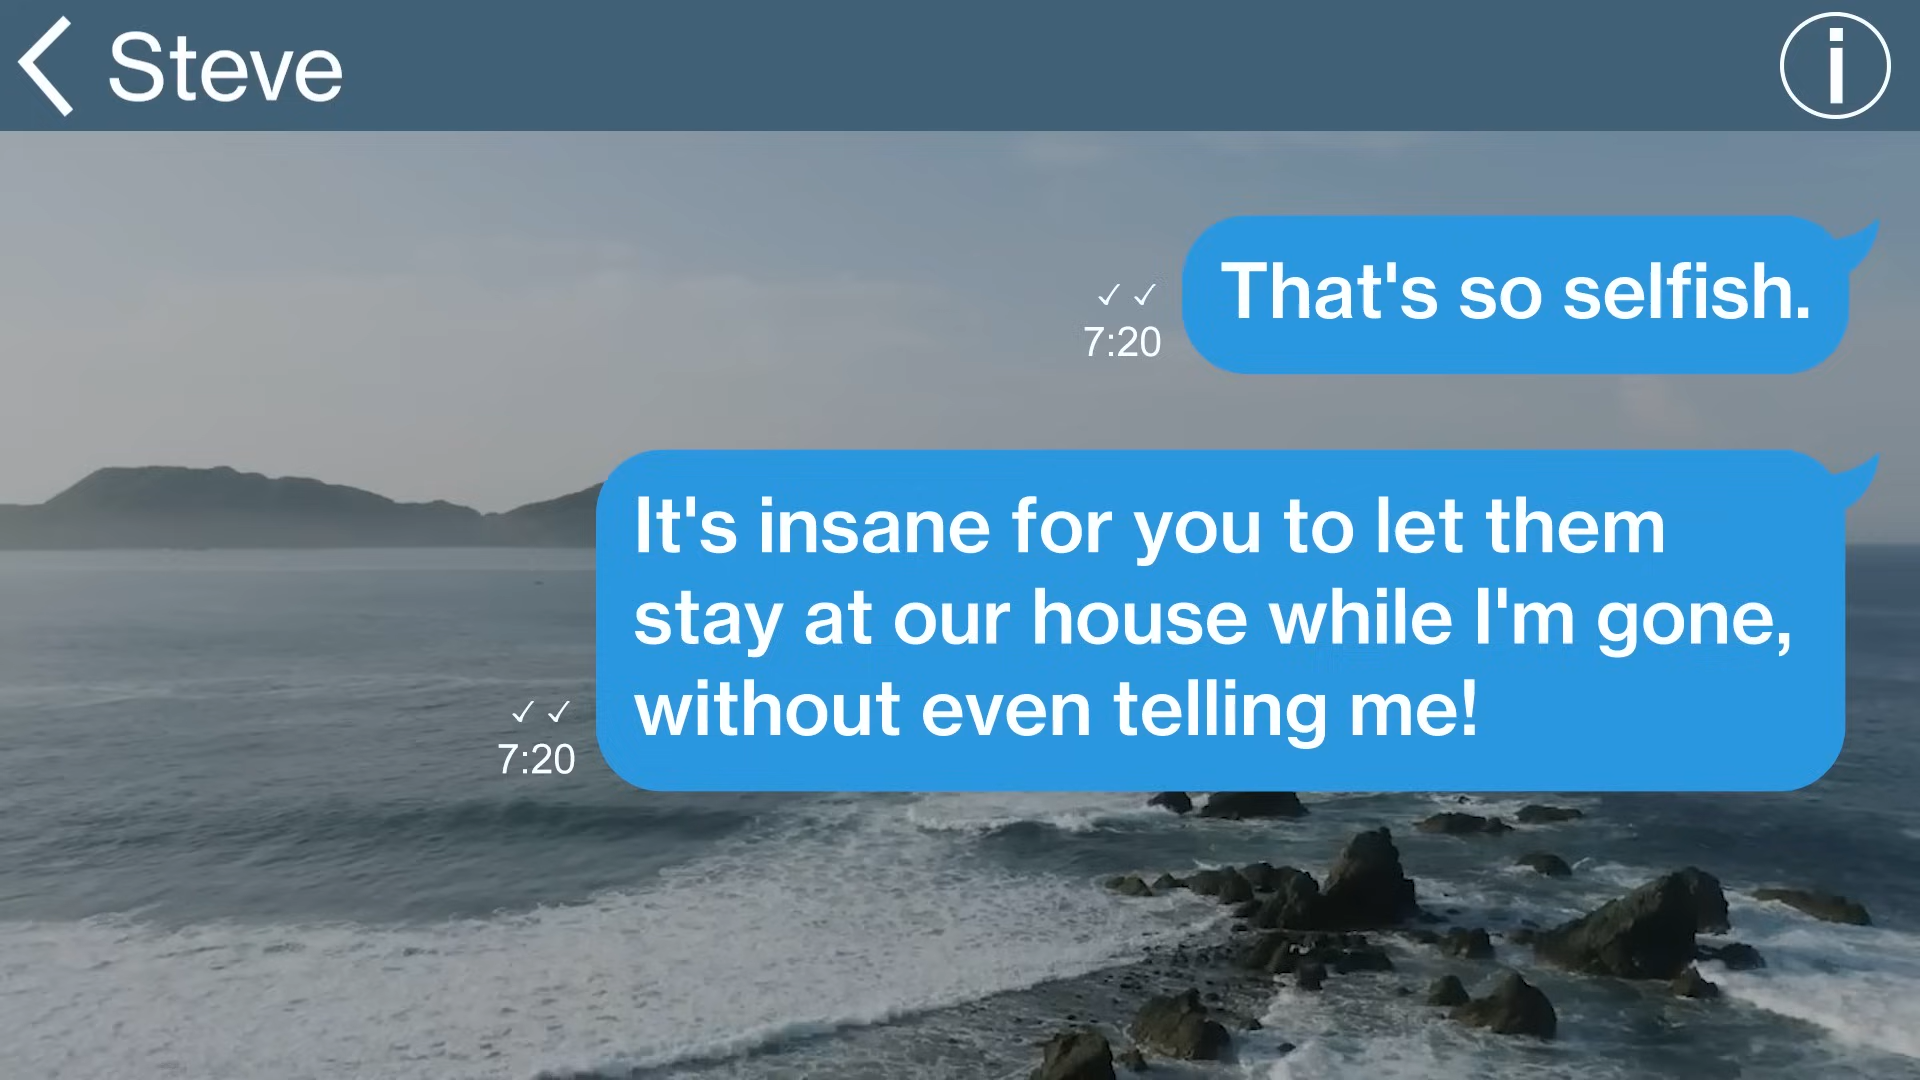 Steve
That's so selfish.
7:20
It's insane for you to let them
stay at our house while I'm gone,
without even telling me!
7:20